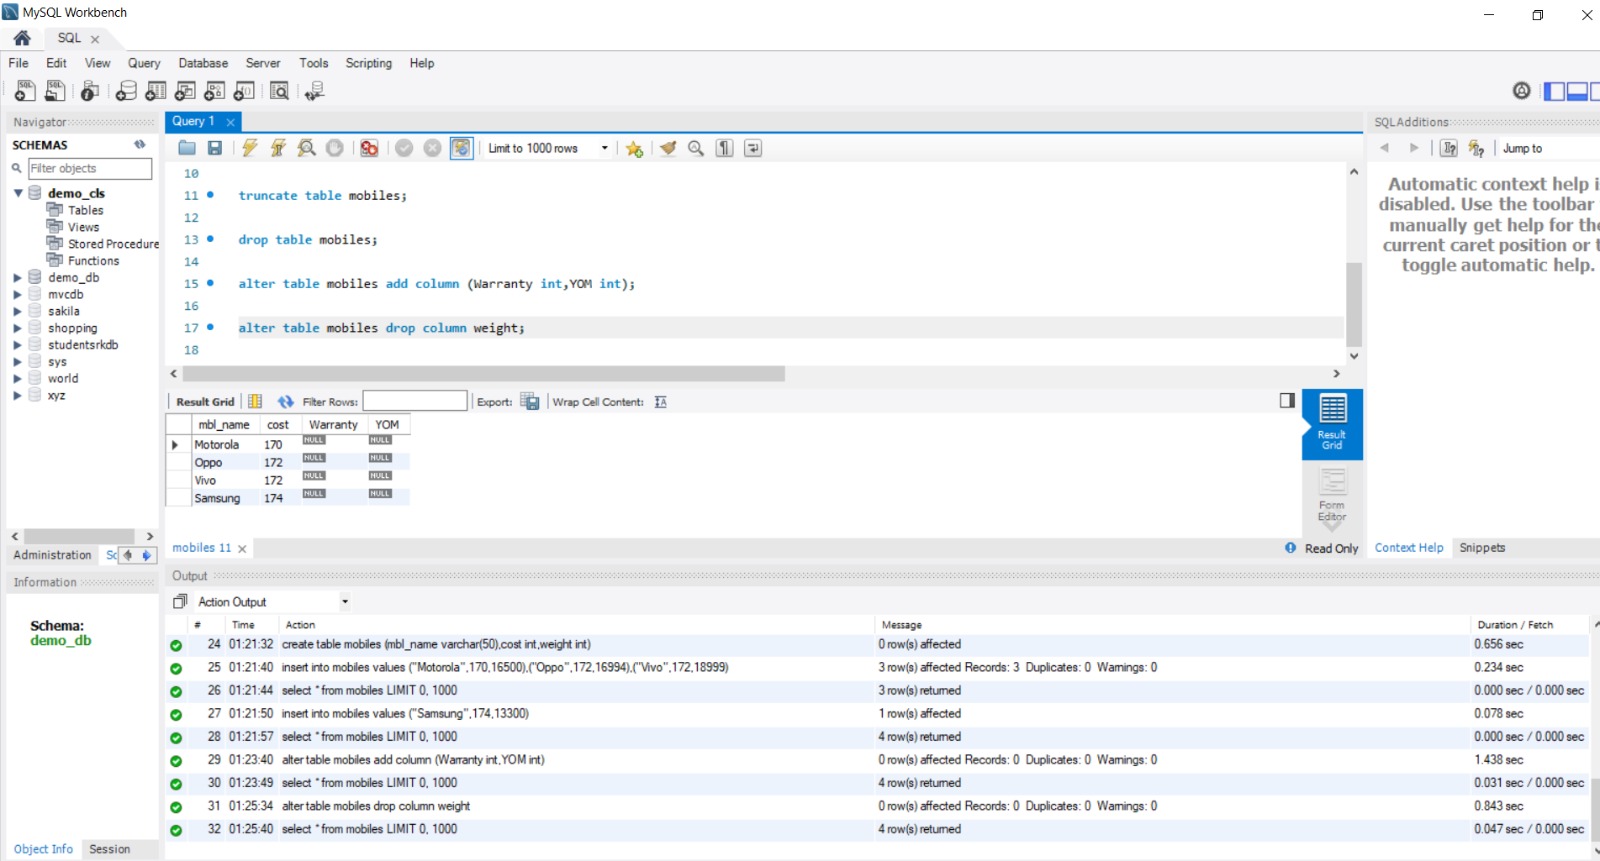 MySQL Workbench
SQL
File Edit View Query Database Server Tools Scripting Help
Navigator
SCHEMAS
Filter objects
demo_cls
Tables
Views
Stored Procedure
Functions
demo_db
mvcdb
sakila
shopping
studentsrkdb
sys
world
xyz
Administration Sc
Information
Schema:
demo_db
Object Info Session
Query 1
Limit to 1000 rows
10
11 truncate table mobiles;
12
13 drop table mobiles;
14
15 alter table mobiles add column (Warranty int,YOM int);
16
17 alter table mobiles drop column weight;
18
Result Grid Filter Rows: Export: Wrap Cell Content:
mbl_name cost Warranty YOM
Motorola 170 NULL NULL
Oppo 172 NULL NULL
Vivo 172 NULL NULL
Samsung 174 NULL NULL
Result
Grid
Form
Editor
mobiles 11
Read Only
SQLAdditions
Jump to
Automatic context help i
disabled. Use the toolbar
manually get help for the
current caret position or t
toggle automatic help.
Context Help Snippets
Output
Action Output
# Time Action Message Duration / Fetch
24 01:21:32 create table mobiles (mbl_name varchar(50),cost int,weight int) 0 row(s) affected 0.656 sec
25 01:21:40 insert into mobiles values ("Motorola",170,16500),("Oppo",172,16994),("Vivo",172,18999) 3 row(s) affected Records: 3 Duplicates: 0 Warnings: 0 0.234 sec
26 01:21:44 select * from mobiles LIMIT 0, 1000 3 row(s) returned 0.000 sec / 0.000 sec
27 01:21:50 insert into mobiles values ("Samsung",174,13300) 1 row(s) affected 0.078 sec
28 01:21:57 select * from mobiles LIMIT 0, 1000 4 row(s) returned 0.000 sec / 0.000 sec
29 01:23:40 alter table mobiles add column (Warranty int,YOM int) 0 row(s) affected Records: 0 Duplicates: 0 Warnings: 0 1.438 sec
30 01:23:49 select * from mobiles LIMIT 0, 1000 4 row(s) returned 0.031 sec / 0.000 sec
31 01:25:34 alter table mobiles drop column weight 0 row(s) affected Records: 0 Duplicates: 0 Warnings: 0 0.843 sec
32 01:25:40 select * from mobiles LIMIT 0, 1000 4 row(s) returned 0.047 sec / 0.000 sec